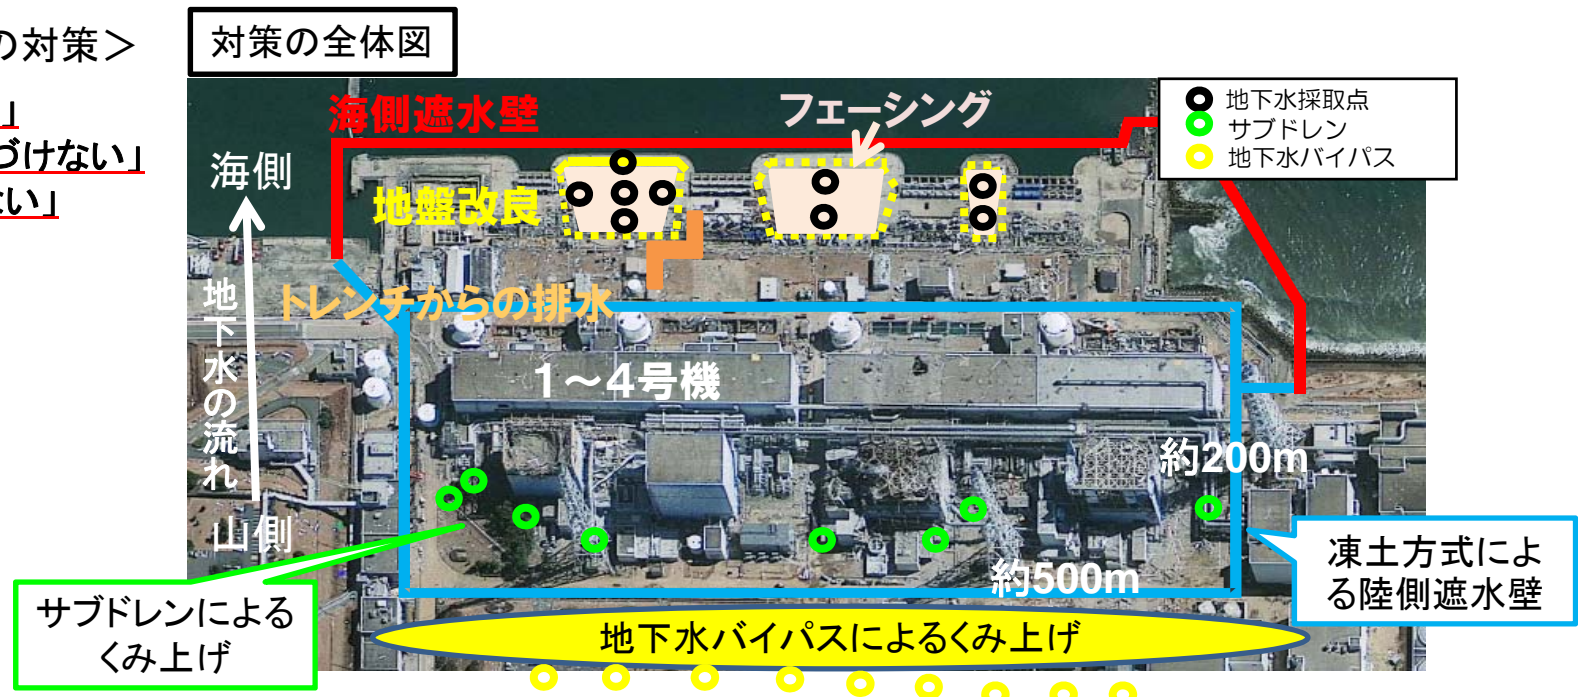 の対策＞
」
づけない」
ない」
対策の全体図
海側遮水壁
フェーシング
地下水採取点
サブドレン
地下水バイパス
海側
地盤改良
地下水の流れ
トレンチからの排水
１～４号機
約200m
山側
約500m
サブドレンによる
くみ上げ
凍土方式によ
る陸側遮水壁
地下水バイパスによるくみ上げ